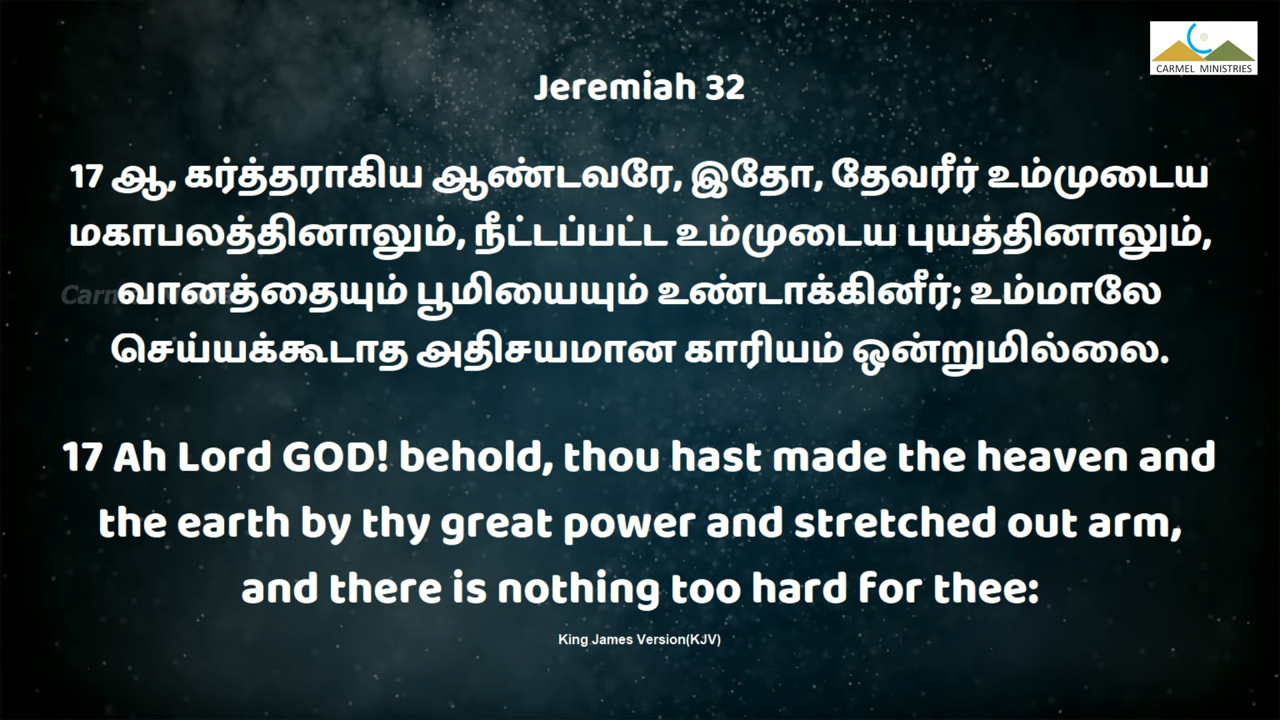 CARMEL MINISTRIES
Jeremiah 32
17 ஆ, கர்த்தராகிய ஆண்டவரே, இதோ, தேவரீர் உம்முடைய
மகாபலத்தினாலும், நீட்டப்பட்ட உம்முடைய புயத்தினாலும்,
வானத்தையும் பூமியையும் உண்டாக்கினீர்; உம்மாலே
செய்யக்கூடாத அதிசயமான காரியம் ஒன்றுமில்லை.
17 Ah Lord GOD! behold, thou hast made the heaven and
the earth by thy great power and stretched out arm,
and there is nothing too hard for thee:
King James Version(KJV)